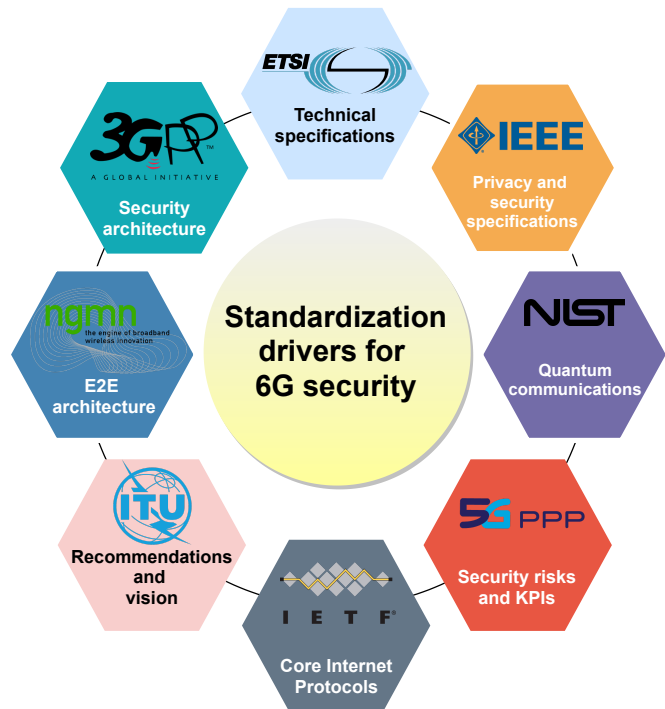 ETSI
Technical
specifications
3GPP™
A GLOBAL INITIATIVE
Security
architecture
IEEE
Privacy and
security
specifications
Standardization
drivers for
6G security
ngmn
the engine of broadband
wireless innovation
E2E
architecture
NIST
Quantum
communications
ITU
Recommendations
and
vision
5G PPP
Security risks
and KPIs
I E T F®
Core Internet
Protocols